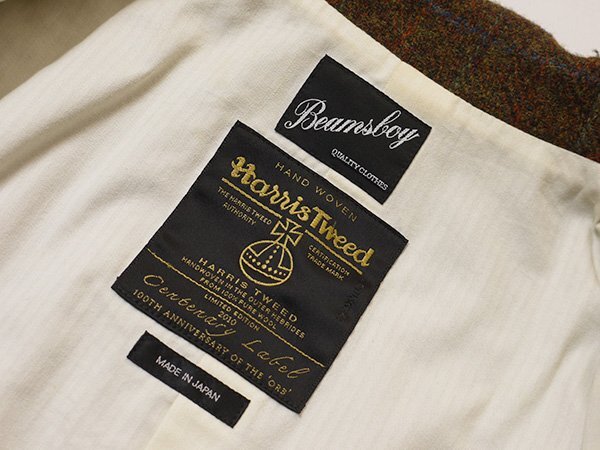 Beamsboy
QUALITY CLOTHES
HAND WOVEN
Harris Tweed
THE HARRIS TWEED
AUTHORITY
CERTIFICATION
TRADE MARK
HARRIS TWEED
HANDWOVEN IN THE OUTER HEBRIDES
FROM 100% PURE WOOL
LIMITED EDITION
2010
Centenary Label
100TH ANNIVERSARY OF THE 'ORB'
MADE IN JAPAN